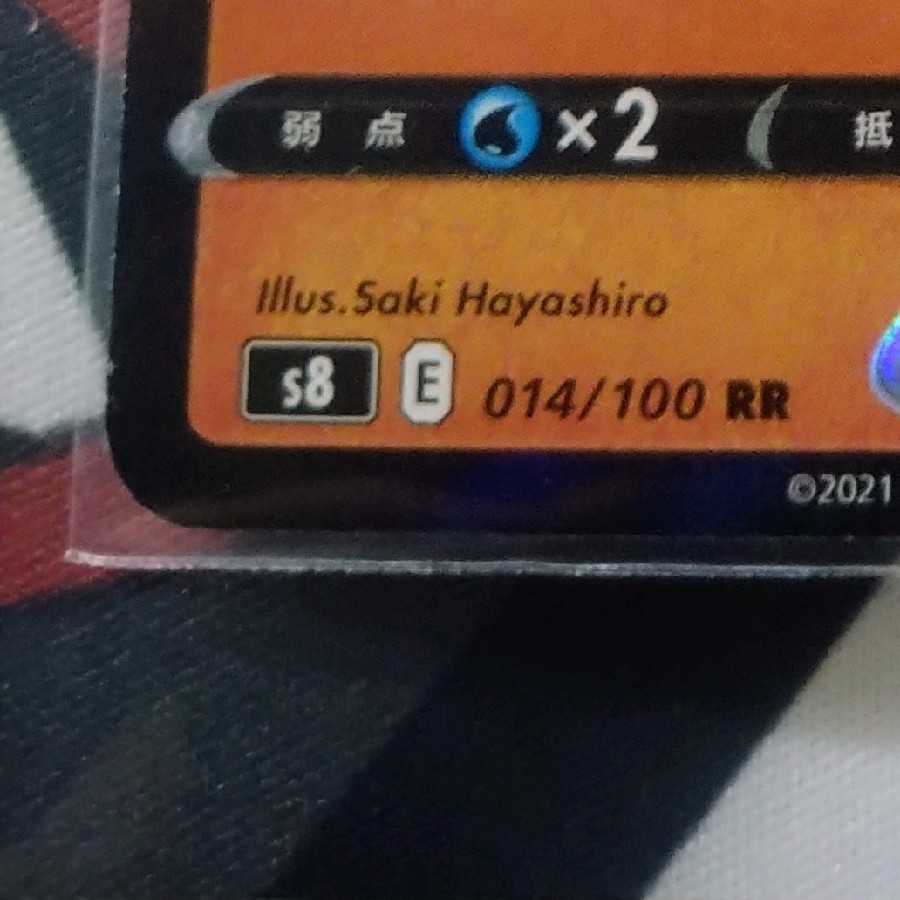 弱点 ×2 抵
Illus.Saki Hayashiro
s8 E 014/100 RR
©2021